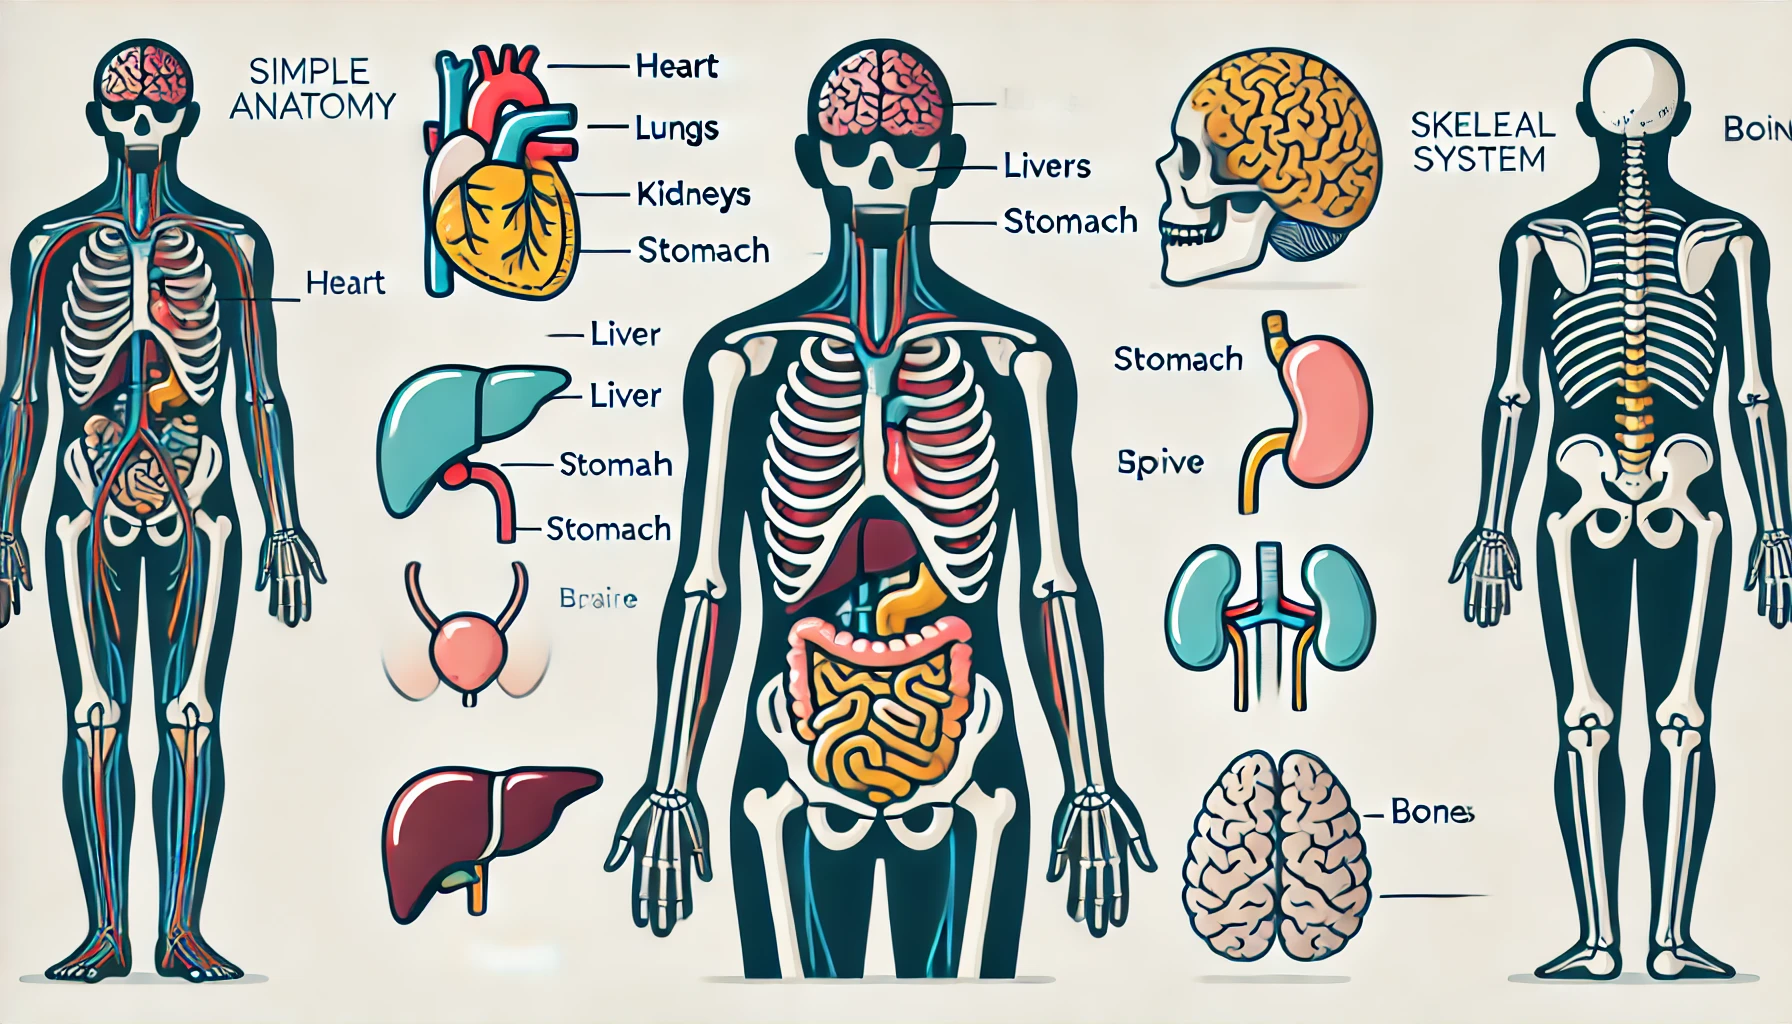 SIMPLE
ANATOMY
Heart
Heart
Lungs
Kidneys
Stomach
Liver
Liver
Stomah
Stomach
Braire
Livers
Stomach
SKELEAL
SYSTEM
Boin
Stomach
Spive
Bones